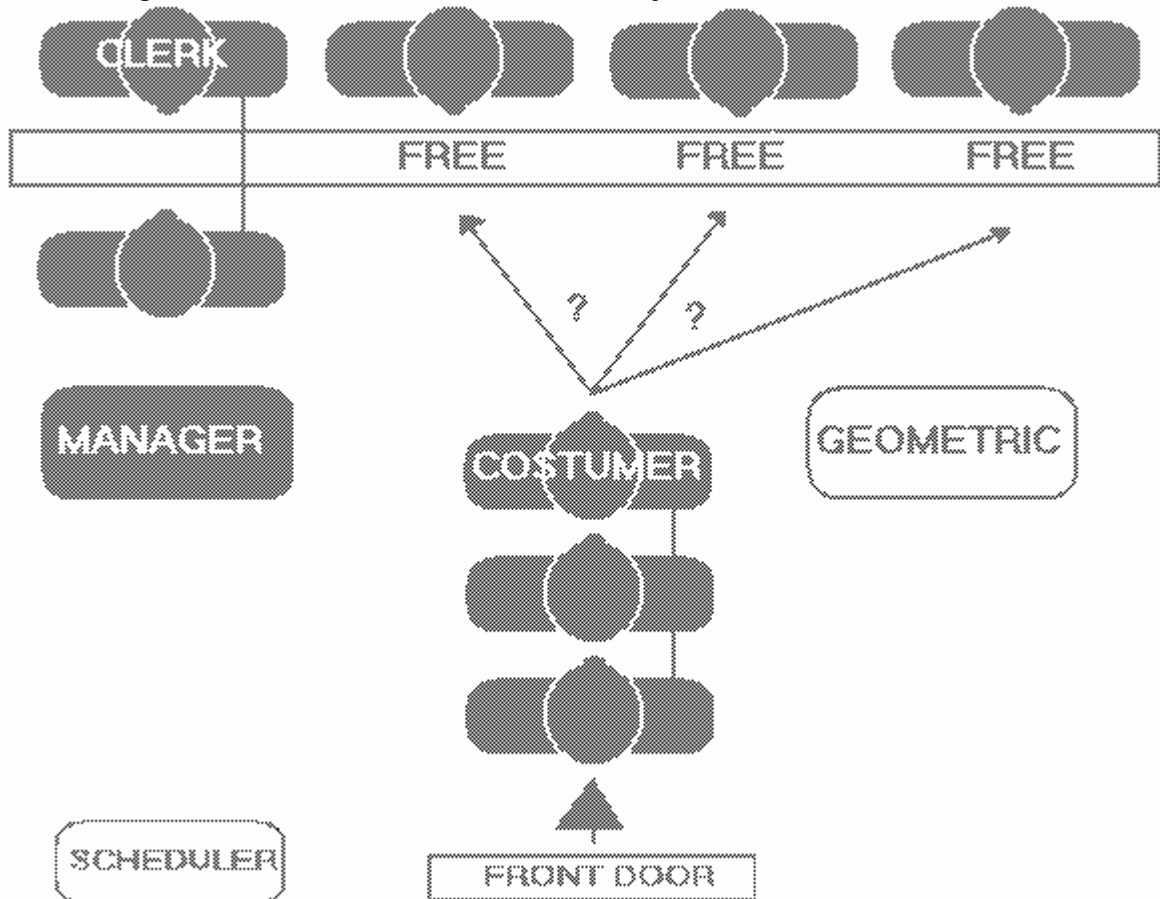 CLERK
FREE FREE FREE
? ?
MANAGER
COSTUMER
GEOMETRIC
SCHEDULER
FRONT DOOR